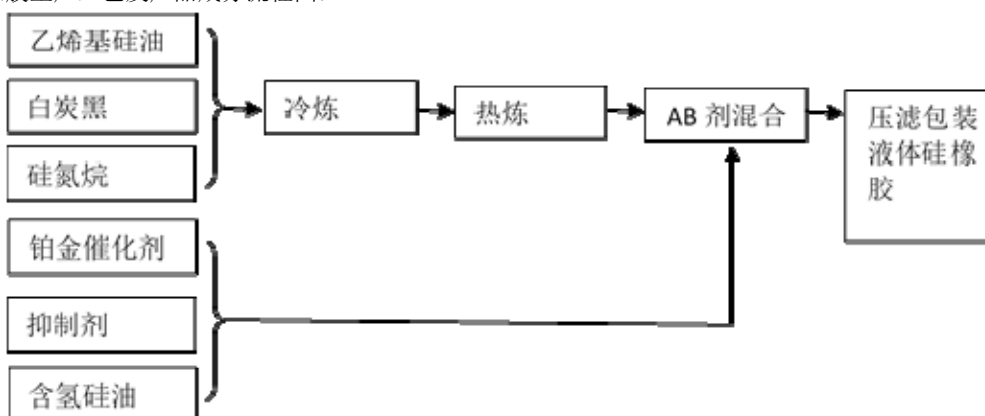 乙烯基硅油
白炭黑
硅氮烷
冷炼
热炼
AB 剂混合
压滤包装
液体硅橡
胶
铂金催化剂
抑制剂
含氢硅油